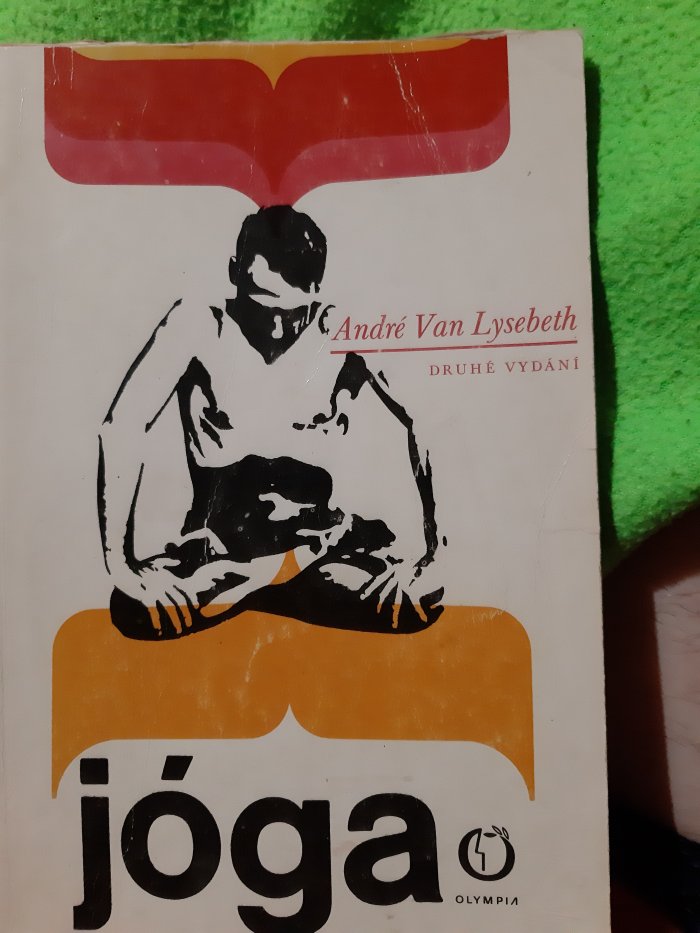 André Van Lysebeth
DRUHÉ VYDÁNÍ
jóga
OLYMPIA